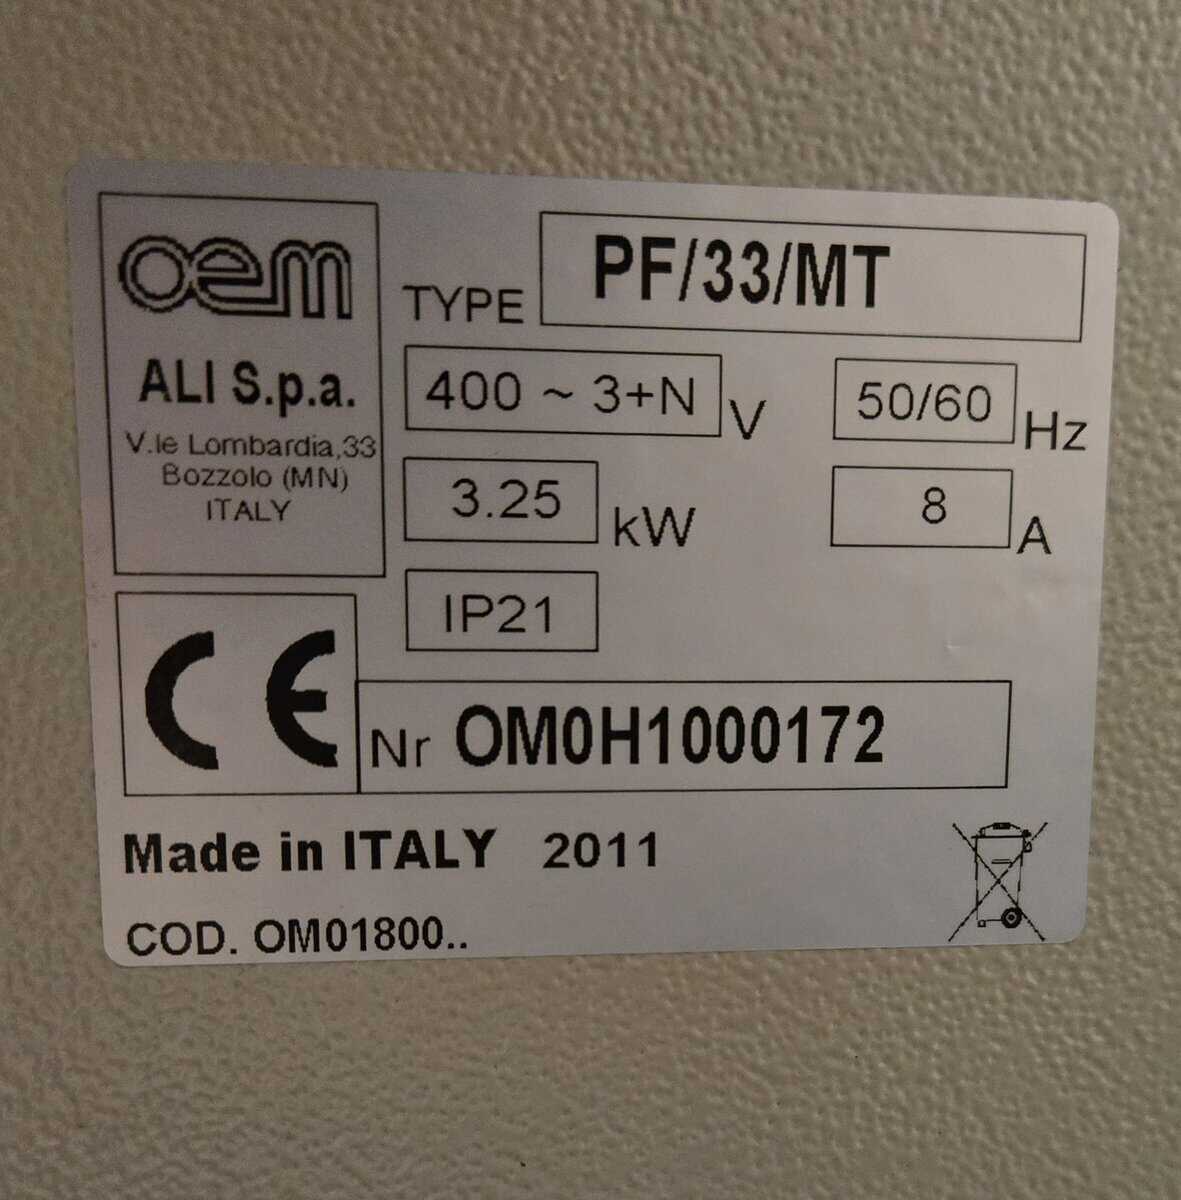 oem
ALI S.p.a.
V.le Lombardia,33
Bozzolo (MN)
ITALY
TYPE PF/33/MT
400 ~ 3+N V 50/60 Hz
3.25 kW 8 A
IP21
CE
Nr OM0H1000172
Made in ITALY 2011
COD. OM01800..